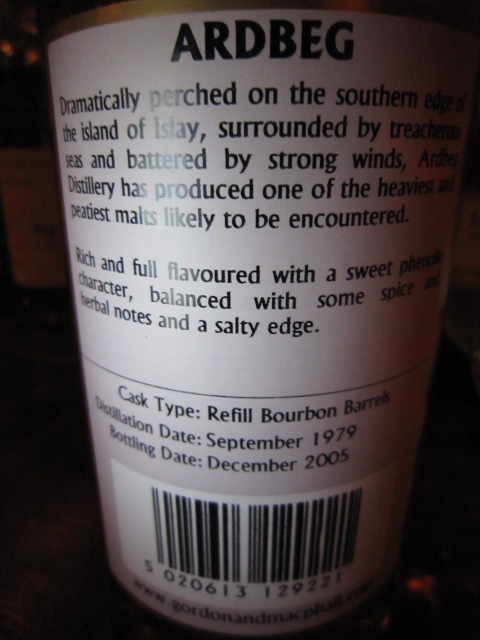 ARDBEG
Dramatically perched on the southern edge of
the island of Islay, surrounded by treacherous
seas and battered by strong winds, Ardbeg
Distillery has produced one of the heaviest and
peatiest malts likely to be encountered.
Rich and full flavoured with a sweet phenolic
character, balanced with some spice and
herbal notes and a salty edge.
Cask Type: Refill Bourbon Barrels
Distillation Date: September 1979
Bottling Date: December 2005
5 020613 129221
www.gordonandmacphail.com